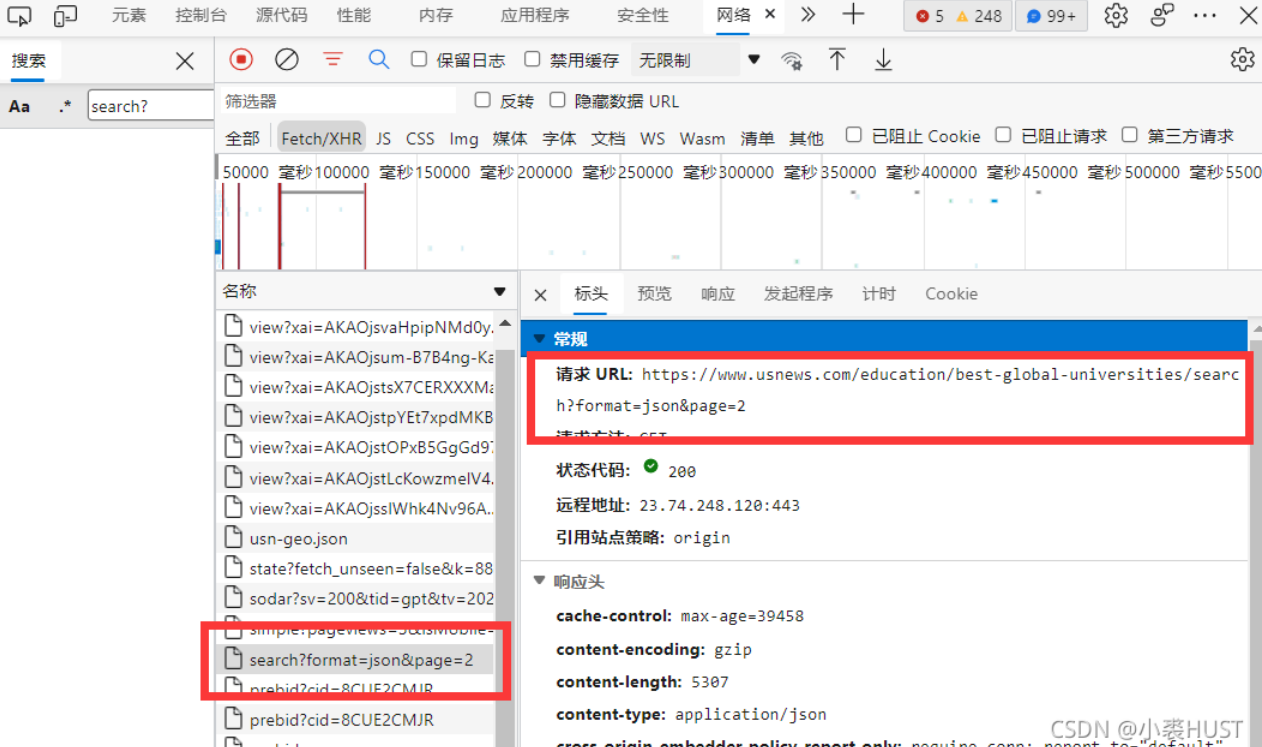 元素 控制台 源代码 性能 内存 应用程序 安全性 网络 5 248 99+
搜索
保留日志 禁用缓存 无限制
Aa .* search?
筛选器 反转 隐藏数据 URL
全部 Fetch/XHR JS CSS Img 媒体 字体 文档 WS Wasm 清单 其他 已阻止 Cookie 已阻止请求 第三方请求
50000 毫秒 100000 毫秒 150000 毫秒 200000 毫秒 250000 毫秒 300000 毫秒 350000 毫秒 400000 毫秒 450000 毫秒 500000 毫秒 5500
名称
view?xai=AKAOjsvaHpipNMd0y.
view?xai=AKAOjsum-B7B4ng-Ka
view?xai=AKAOjstsX7CERXXXMa
view?xai=AKAOjstpYEt7xpdMKB
view?xai=AKAOjstOPxB5GgGd97
view?xai=AKAOjstLcKowzmelV4.
view?xai=AKAOjssIWhk4Nv96A..
usn-geo.json
state?fetch_unseen=false&k=88
sodar?sv=200&tid=gpt&tv=202
simple?pageviews=3&isMobile=
search?format=json&page=2
prebid?cid=8CUE2CMJR
prebid?cid=8CUE2CMJR
标头 预览 响应 发起程序 计时 Cookie
常规
请求 URL: https://www.usnews.com/education/best-global-universities/searc
h?format=json&page=2
请求方法: GET
状态代码: 200
远程地址: 23.74.248.120:443
引用站点策略: origin
响应头
cache-control: max-age=39458
content-encoding: gzip
content-length: 5307
content-type: application/json
cross-origin-embedder-policy-report-only: require-corp; report-to="default"
CSDN @小裘HUST